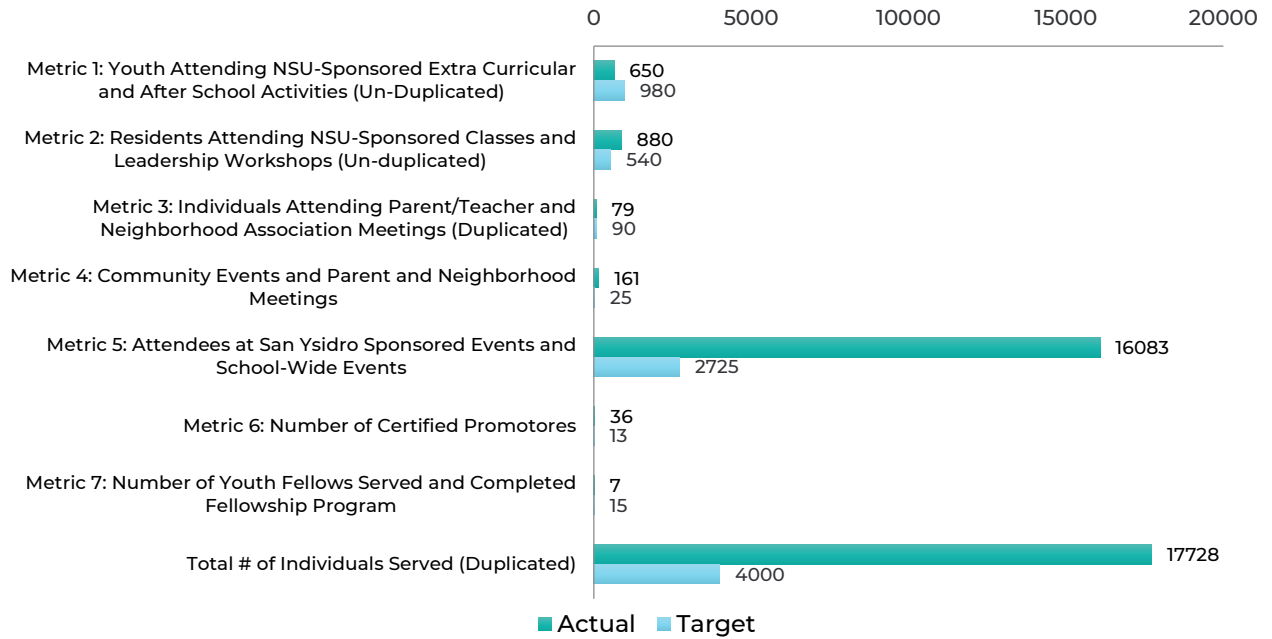 0 5000 10000 15000 20000
Metric 1: Youth Attending NSU-Sponsored Extra Curricular
and After School Activities (Un-Duplicated)
650
980
Metric 2: Residents Attending NSU-Sponsored Classes and
Leadership Workshops (Un-duplicated)
880
540
Metric 3: Individuals Attending Parent/Teacher and
Neighborhood Association Meetings (Duplicated)
79
90
Metric 4: Community Events and Parent and Neighborhood
Meetings
161
25
Metric 5: Attendees at San Ysidro Sponsored Events and
School-Wide Events
16083
2725
Metric 6: Number of Certified Promotores
36
13
Metric 7: Number of Youth Fellows Served and Completed
Fellowship Program
7
15
Total # of Individuals Served (Duplicated)
17728
4000
Actual Target